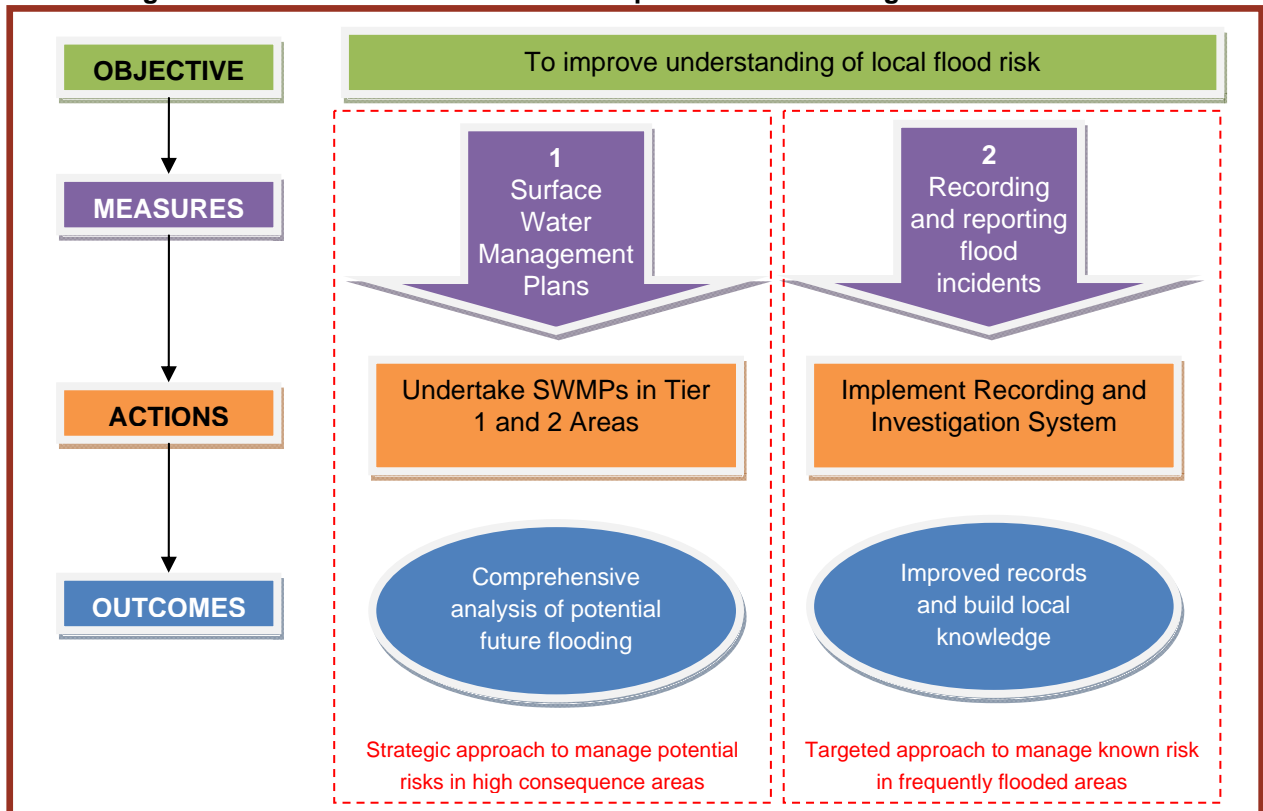 OBJECTIVE
To improve understanding of local flood risk
MEASURES
1
Surface
Water
Management
Plans
2
Recording
and reporting
flood
incidents
ACTIONS
Undertake SWMPs in Tier
1 and 2 Areas
Implement Recording and
Investigation System
OUTCOMES
Comprehensive
analysis of potential
future flooding
Improved records
and build local
knowledge
Strategic approach to manage potential
risks in high consequence areas
Targeted approach to manage known risk
in frequently flooded areas